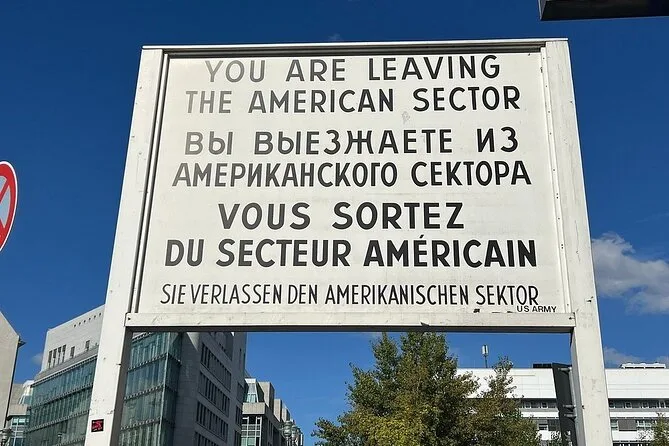 YOU ARE LEAVING
THE AMERICAN SECTOR
ВЫ ВЫЕЗЖАЕТЕ ИЗ
АМЕРИКАНСКОГО СЕКТОРА
VOUS SORTEZ
DU SECTEUR AMÉRICAIN
SIE VERLASSEN DEN AMERIKANISCHEN SEKTOR
US ARMY